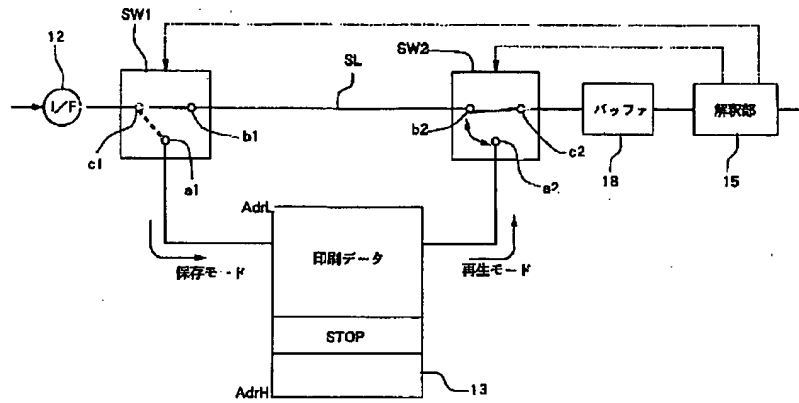 SW1
12
SW2
SL
I/F
b1
c1
a1
b2
c2
a2
バッファ
18
解釈部
15
AdrL
保存モード
印刷データ
再生モード
STOP
AdrH
13